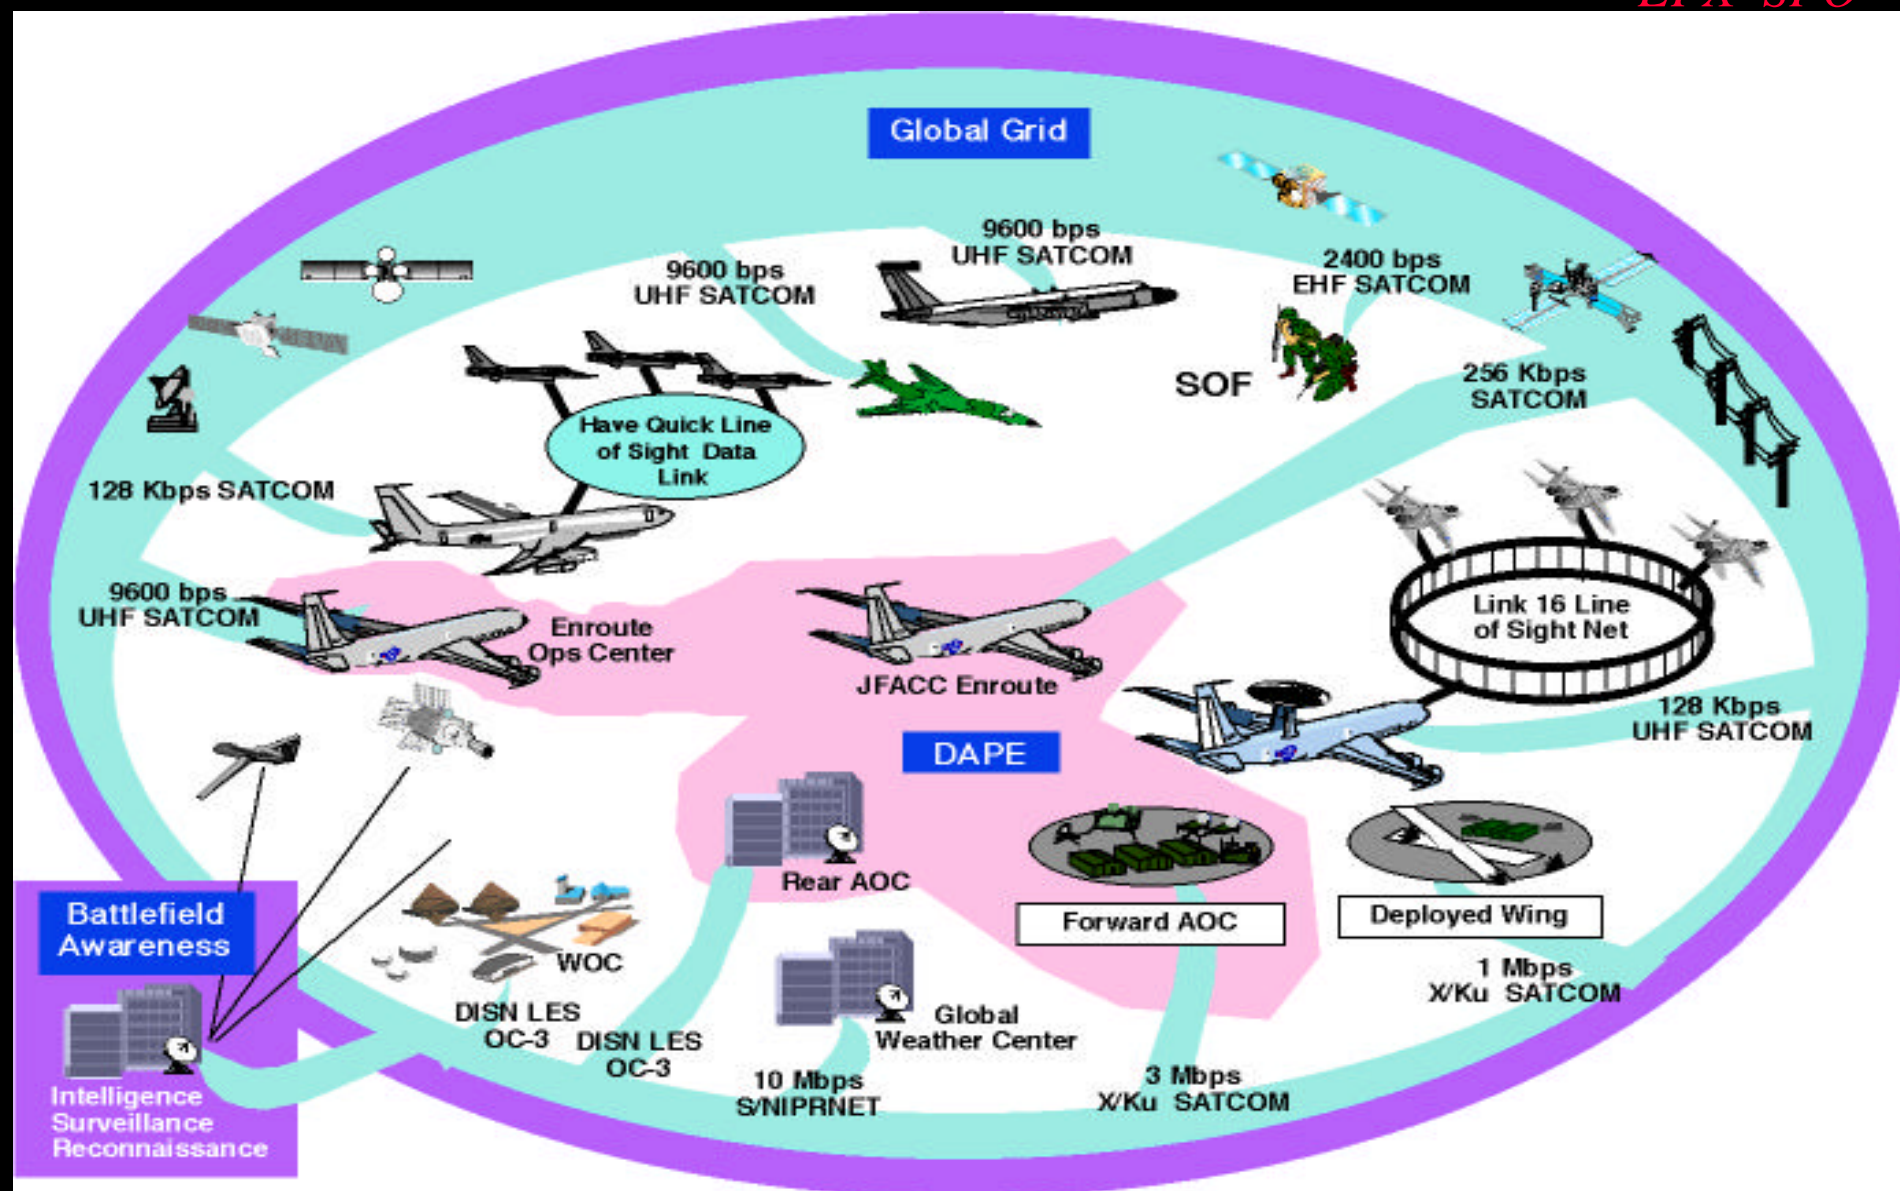 EFX SPO
Global Grid
9600 bps
UHF SATCOM
9600 bps
UHF SATCOM
2400 bps
EHF SATCOM
SOF
256 Kbps
SATCOM
Have Quick Line
of Sight Data
Link
128 Kbps SATCOM
9600 bps
UHF SATCOM
Enroute
Ops Center
JFACC Enroute
Link 16 Line
of Sight Net
128 Kbps
UHF SATCOM
DAPE
Rear AOC
Forward AOC
Deployed Wing
Battlefield
Awareness
WOC
DISN LES
OC-3
DISN LES
OC-3
Global
Weather Center
10 Mbps
S/NIPRNET
3 Mbps
X/Ku SATCOM
1 Mbps
X/Ku SATCOM
Intelligence
Surveillance
Reconnaissance